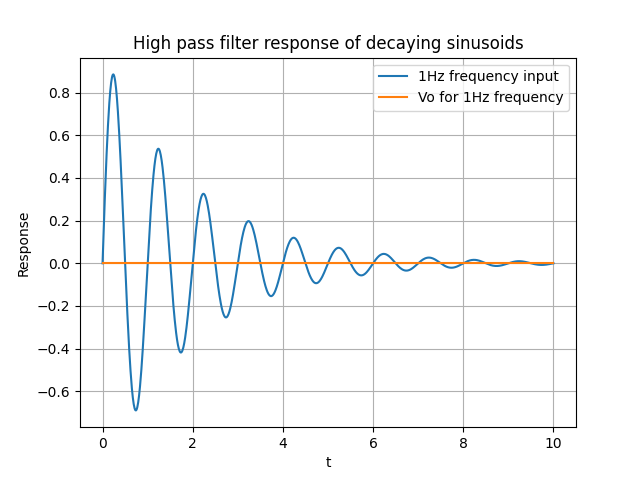 High pass filter response of decaying sinusoids
1Hz frequency input
Vo for 1Hz frequency
0.8
0.6
0.4
0.2
0.0
−0.2
−0.4
−0.6
Response
0 2 4 6 8 10
t